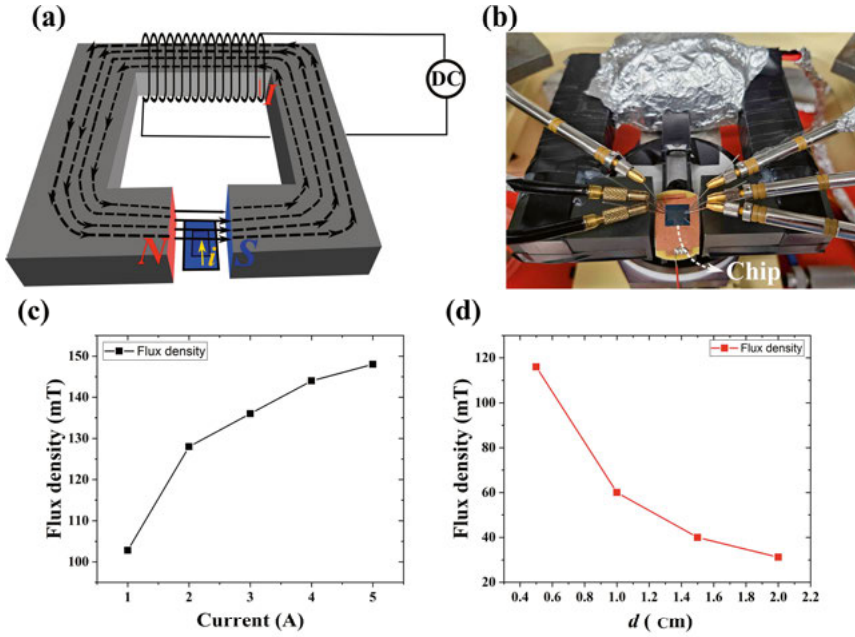 (a)
DC
I
N
i
S
(b)
Chip
(c)
Flux density
150
140
130
120
110
100
Flux density (mT)
1 2 3 4 5
Current (A)
(d)
Flux density
120
100
80
60
40
20
Flux density (mT)
0.4 0.6 0.8 1.0 1.2 1.4 1.6 1.8 2.0 2.2
d ( cm)